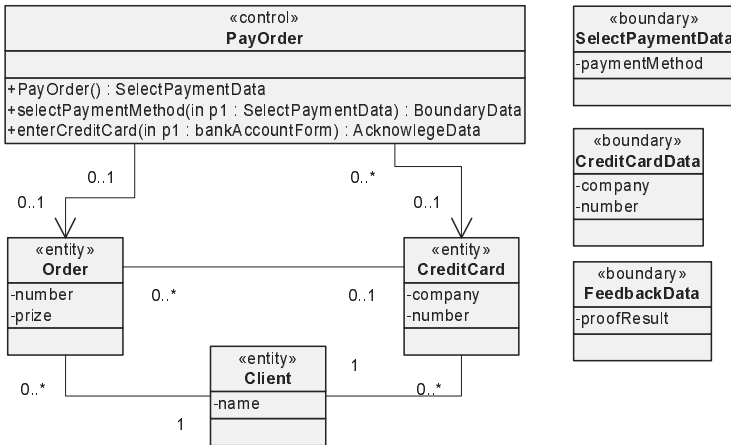 «control»
PayOrder
+PayOrder() : SelectPaymentData
+selectPaymentMethod(in p1 : SelectPaymentData) : BoundaryData
+enterCreditCard(in p1 : bankAccountForm) : AcknowlegeData
«boundary»
SelectPaymentData
-paymentMethod
«boundary»
CreditCardData
-company
-number
«boundary»
FeedbackData
-proofResult
0..1
0..*
0..1
0..1
«entity»
Order
-number
-prize
«entity»
CreditCard
-company
-number
0..*
0..1
«entity»
Client
-name
0..*
1
1
0..*